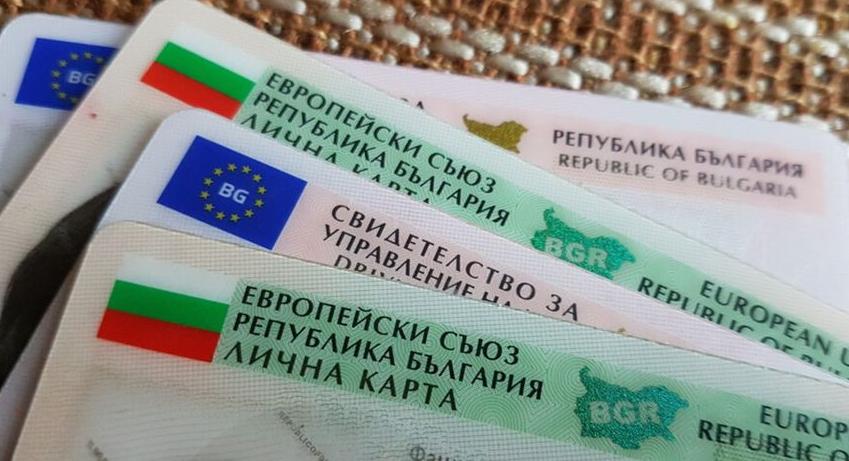 BG
ЕВРОПЕЙСКИ СЪЮЗ
РЕПУБЛИКА БЪЛГАРИЯ
ЛИЧНА КАРТА
BGR
EUROPEAN
REPUBLIC OF
РЕПУБЛИКА БЪЛГАРИЯ
REPUBLIC OF BULGARIA
BG
СВИДЕТЕЛСТВО ЗА
УПРАВЛЕНИЕ НА
ЕВРОПЕЙСКИ СЪЮЗ
РЕПУБЛИКА БЪЛГАРИЯ
ЛИЧНА КАРТА
BGR
EUROP
REPUBLIC